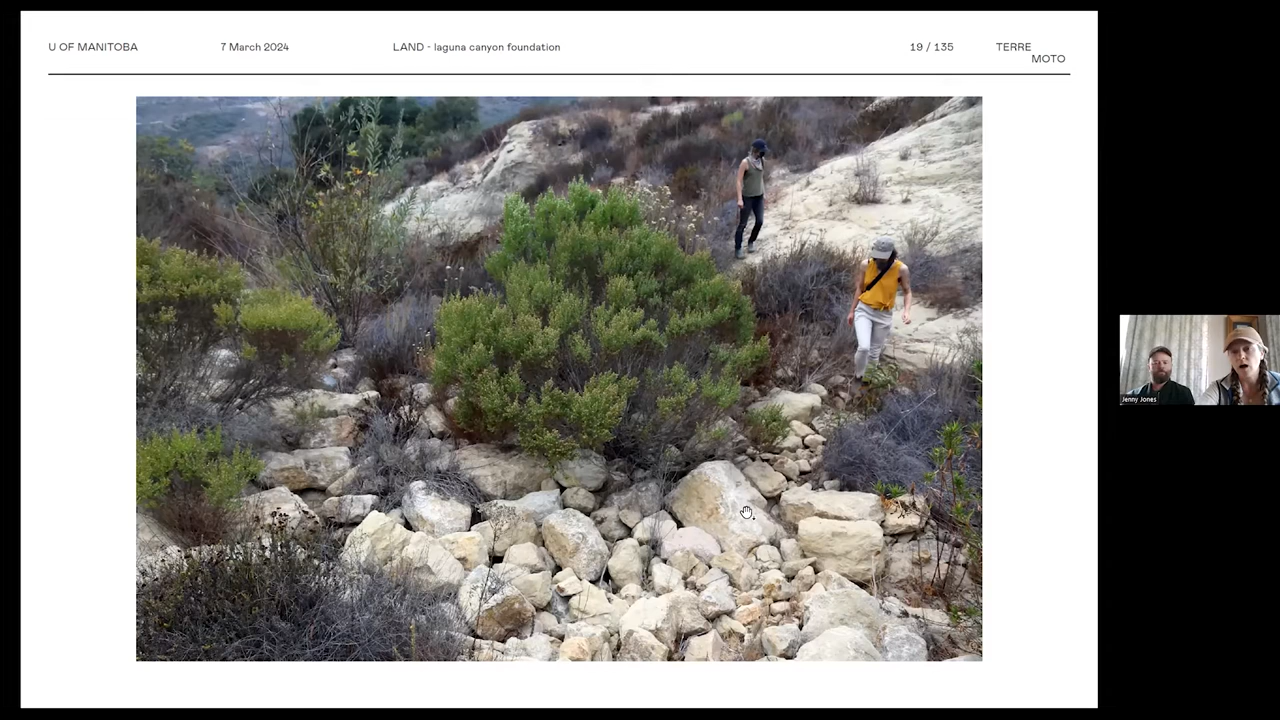 U OF MANITOBA
7 March 2024
LAND - laguna canyon foundation
19 / 135
TERRE
MOTO
Jenny Jones